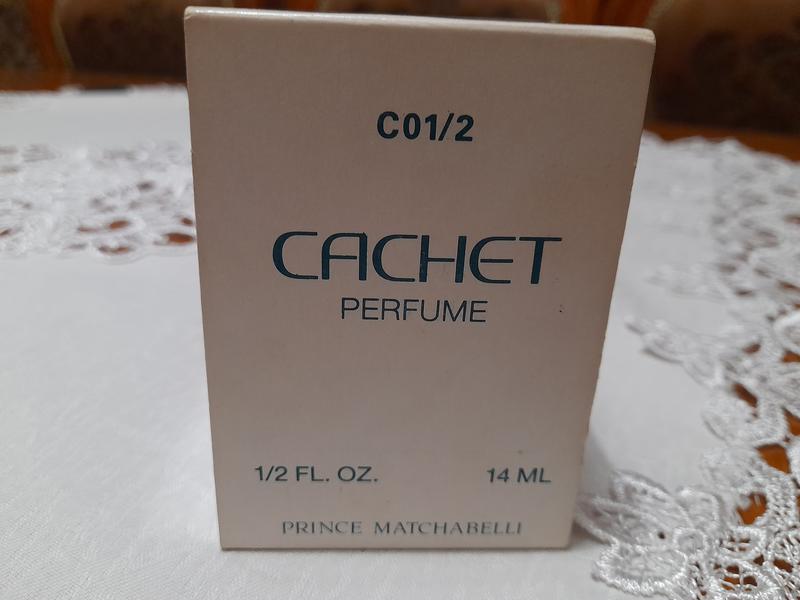 C01/2
CACHET
PERFUME
1/2 FL. OZ. 14 ML
PRINCE MATCHABELLI